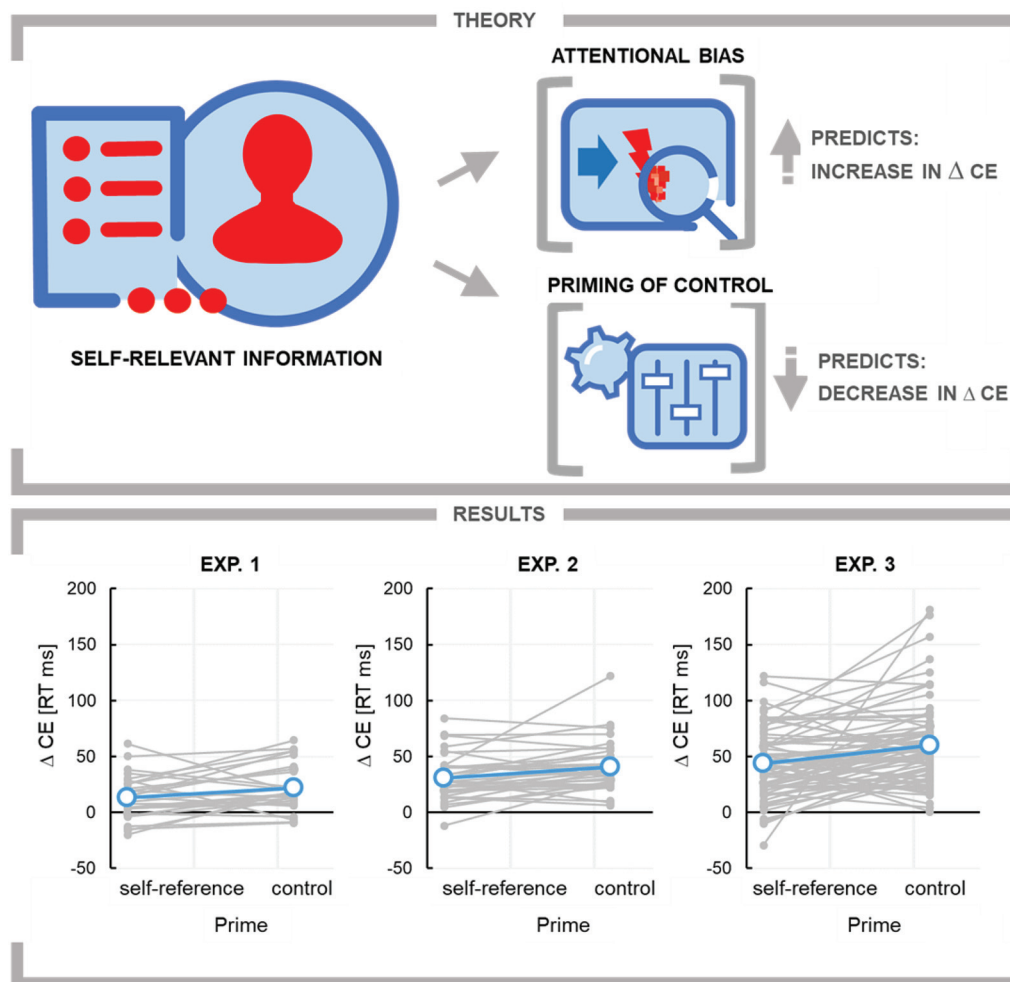 THEORY
ATTENTIONAL BIAS
PREDICTS:
INCREASE IN Δ CE
PRIMING OF CONTROL
SELF-RELEVANT INFORMATION
PREDICTS:
DECREASE IN Δ CE
RESULTS
EXP. 1
Δ CE [RT ms]
200
150
100
50
0
-50
self-reference control
Prime
EXP. 2
Δ CE [RT ms]
200
150
100
50
0
-50
self-reference control
Prime
EXP. 3
Δ CE [RT ms]
200
150
100
50
0
-50
self-reference control
Prime